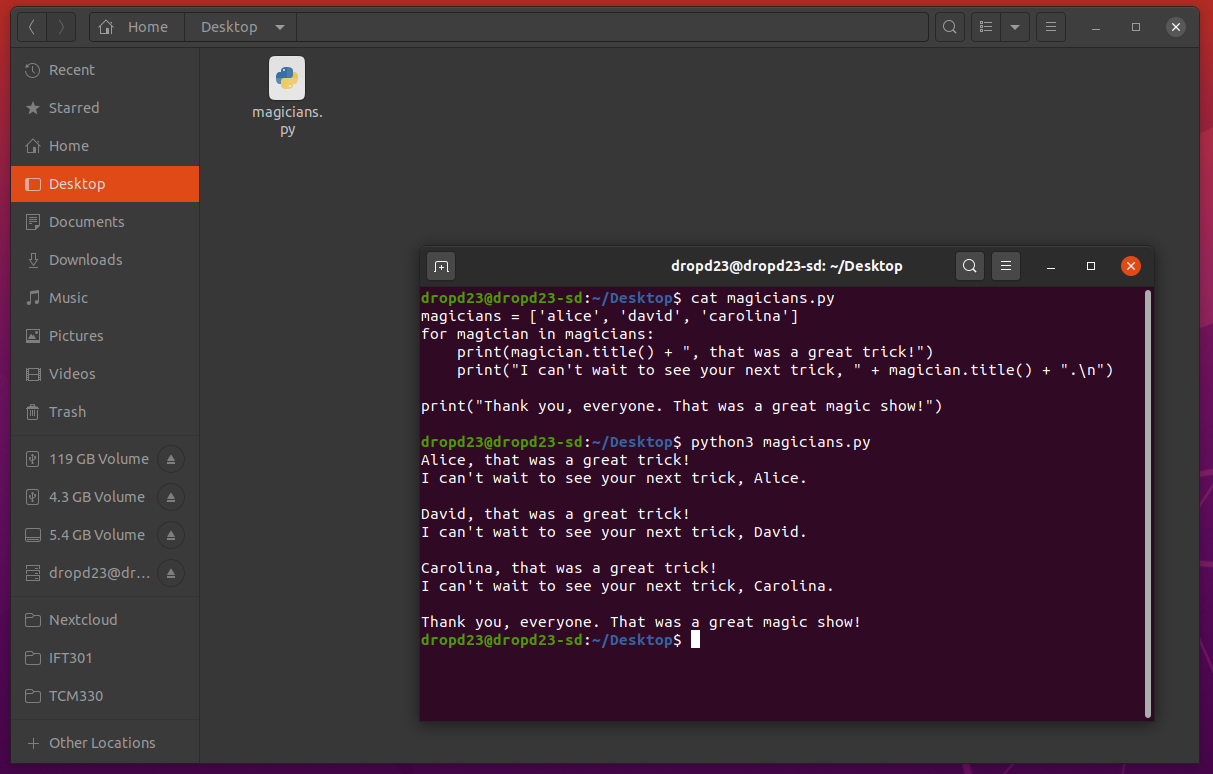 Home
Desktop
Recent
Starred
Home
Desktop
Documents
Downloads
Music
Pictures
Videos
Trash
119 GB Volume
4.3 GB Volume
5.4 GB Volume
dropd23@dr...
Nextcloud
IFT301
TCM330
Other Locations
magicians.
py
dropd23@dropd23-sd: ~/Desktop
dropd23@dropd23-sd:~/Desktop$ cat magicians.py
magicians = ['alice', 'david', 'carolina']
for magician in magicians:
    print(magician.title() + ", that was a great trick!")
    print("I can't wait to see your next trick, " + magician.title() + ".\n")

print("Thank you, everyone. That was a great magic show!")

dropd23@dropd23-sd:~/Desktop$ python3 magicians.py
Alice, that was a great trick!
I can't wait to see your next trick, Alice.

David, that was a great trick!
I can't wait to see your next trick, David.

Carolina, that was a great trick!
I can't wait to see your next trick, Carolina.

Thank you, everyone. That was a great magic show!
dropd23@dropd23-sd:~/Desktop$